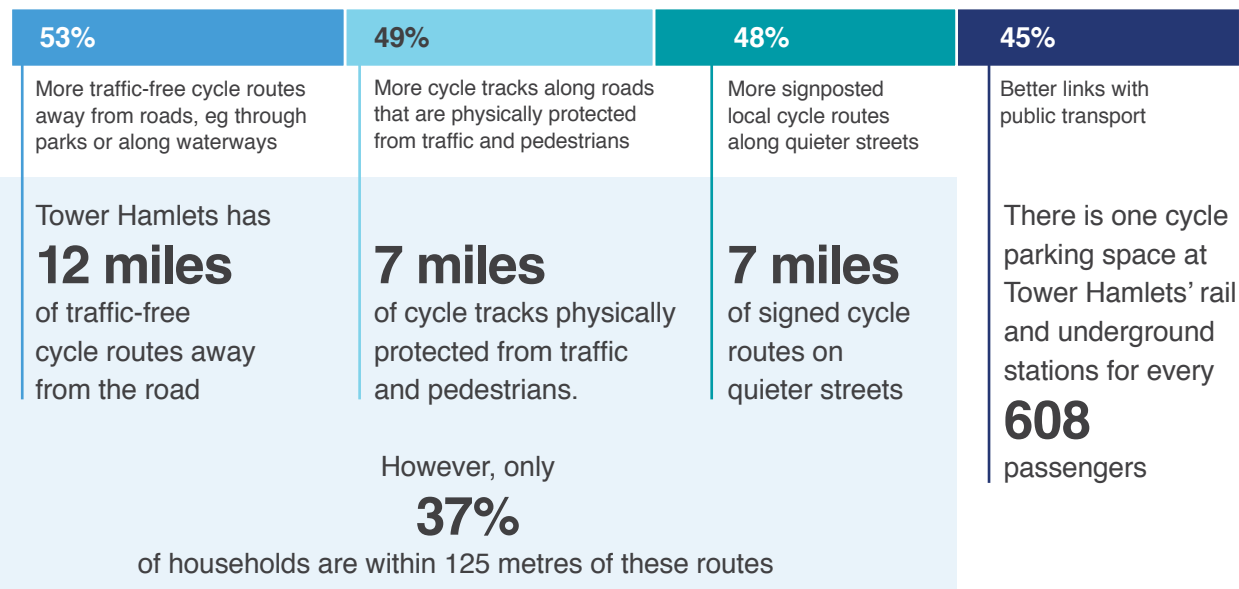 53%
More traffic-free cycle routes
away from roads, eg through
parks or along waterways
Tower Hamlets has
12 miles
of traffic-free
cycle routes away
from the road
49%
More cycle tracks along roads
that are physically protected
from traffic and pedestrians
7 miles
of cycle tracks physically
protected from traffic
and pedestrians.
48%
More signposted
local cycle routes
along quieter streets
7 miles
of signed cycle
routes on
quieter streets
However, only
37%
of households are within 125 metres of these routes
45%
Better links with
public transport
There is one cycle
parking space at
Tower Hamlets’ rail
and underground
stations for every
608
passengers